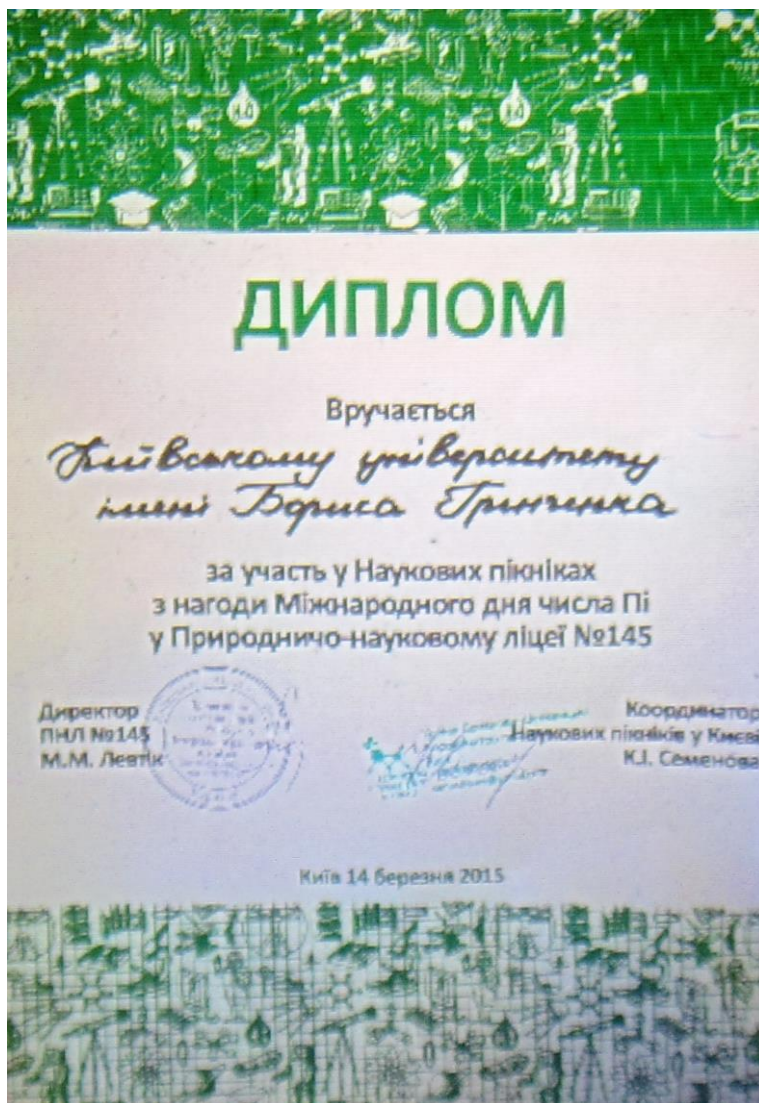 ДИПЛОМ
Вручається
Київському університету
імені Бориса Грінченка
за участь у Наукових пікніках
з нагоди Міжнародного дня числа Пі
у Природничо-науковому ліцеї №145
Директор
ПНЛ №145
М.М. Левтік
Координатор
Наукових пікніків у Києві
К.І. Семенова
Київ 14 березня 2015